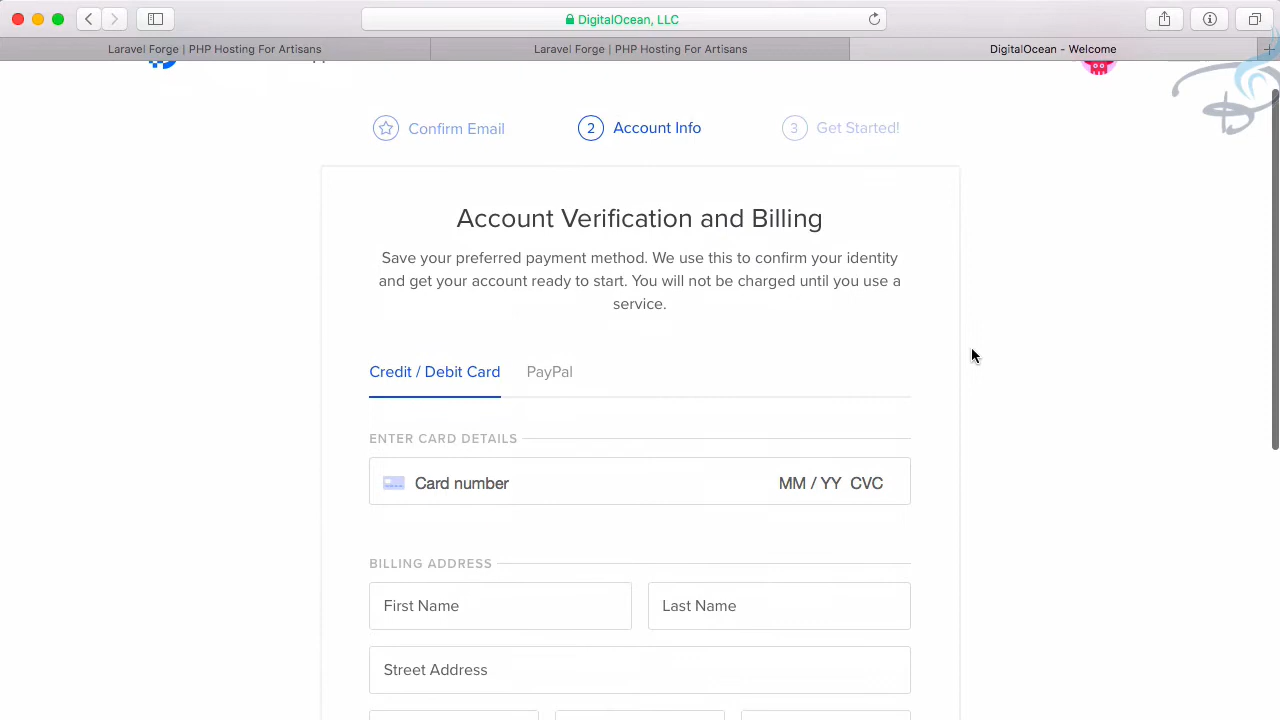 DigitalOcean, LLC
Laravel Forge | PHP Hosting For Artisans
Laravel Forge | PHP Hosting For Artisans
DigitalOcean - Welcome
Confirm Email
2 Account Info
3 Get Started!
Account Verification and Billing
Save your preferred payment method. We use this to confirm your identity
and get your account ready to start. You will not be charged until you use a
service.
Credit / Debit Card
PayPal
ENTER CARD DETAILS
Card number
MM / YY CVC
BILLING ADDRESS
First Name
Last Name
Street Address